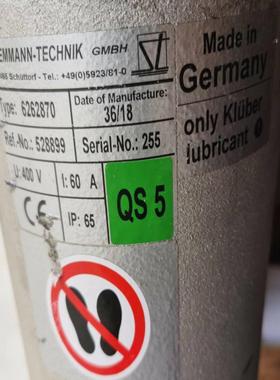 EMMANN-TECHNIK GMBH
Schüttorf - Tel.: +49(0)5923/81-0
Type: 6262870
Date of Manufacture:
36/18
Ref.-No.: 528899
Serial-No.: 255
U: 400 V
I: 60 A
IP: 65
QS 5
CE
Made in
Germany
only Klüber
lubricant